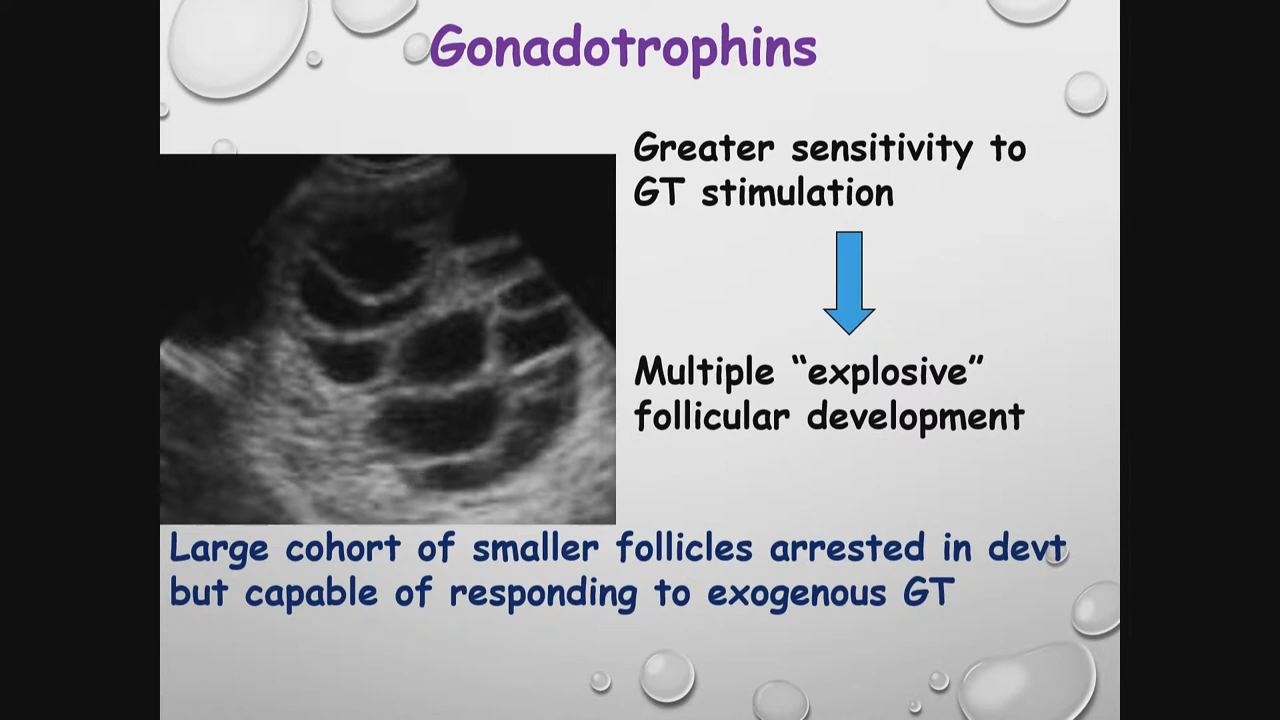 Gonadotrophins
Greater sensitivity to
GT stimulation
Multiple “explosive”
follicular development
Large cohort of smaller follicles arrested in devt
but capable of responding to exogenous GT